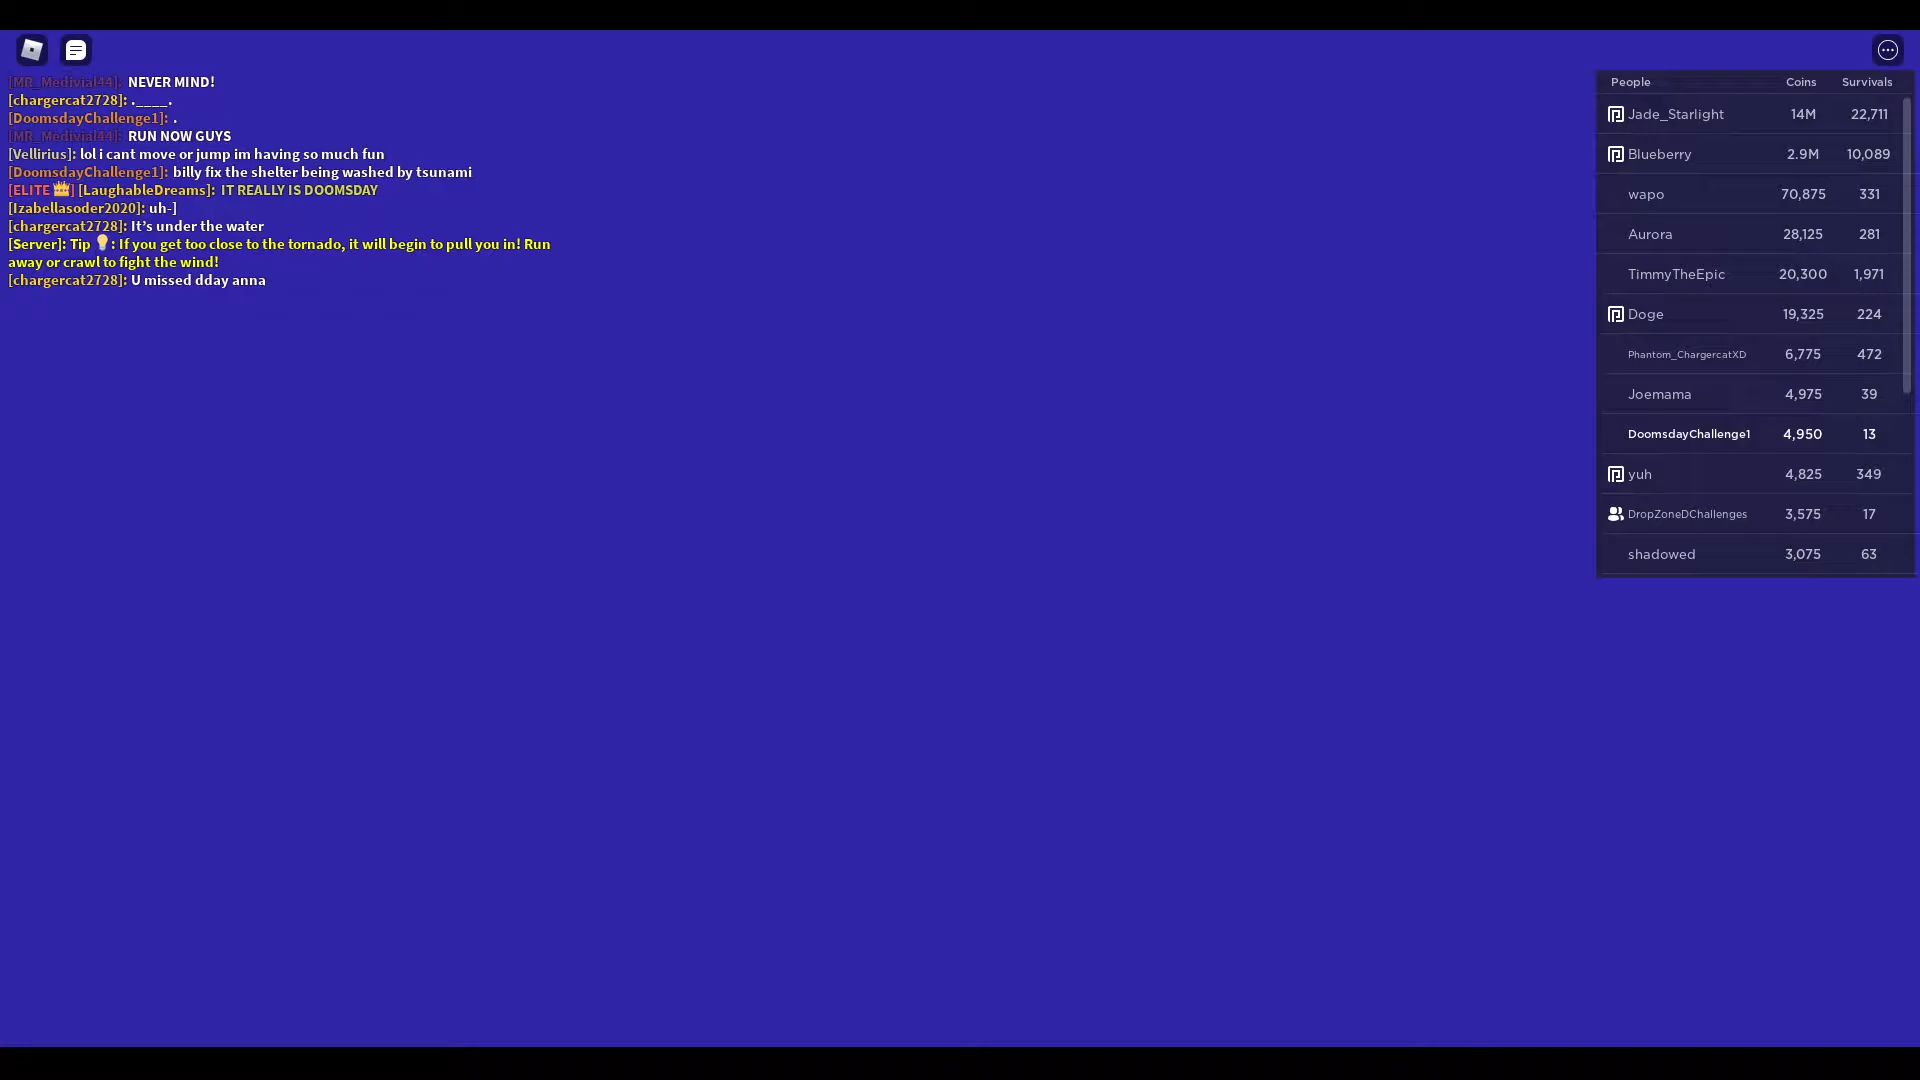 [MR_Medivial44]: NEVER MIND!
[chargercat2728]: .____.
[DoomsdayChallenge1]: .
[MR_Medivial44]: RUN NOW GUYS
[Vellirius]: lol i cant move or jump im having so much fun
[DoomsdayChallenge1]: billy fix the shelter being washed by tsunami
[ELITE 👑] [LaughableDreams]: IT REALLY IS DOOMSDAY
[Izabellasoder2020]: uh-]
[chargercat2728]: It’s under the water
[Server]: Tip 💡: If you get too close to the tornado, it will begin to pull you in! Run
away or crawl to fight the wind!
[chargercat2728]: U missed dday anna
People Coins Survivals
Jade_Starlight 14M 22,711
Blueberry 2.9M 10,089
wapo 70,875 331
Aurora 28,125 281
TimmyTheEpic 20,300 1,971
Doge 19,325 224
Phantom_ChargercatXD 6,775 472
Joemama 4,975 39
DoomsdayChallenge1 4,950 13
yuh 4,825 349
DropZoneDChallenges 3,575 17
shadowed 3,075 63